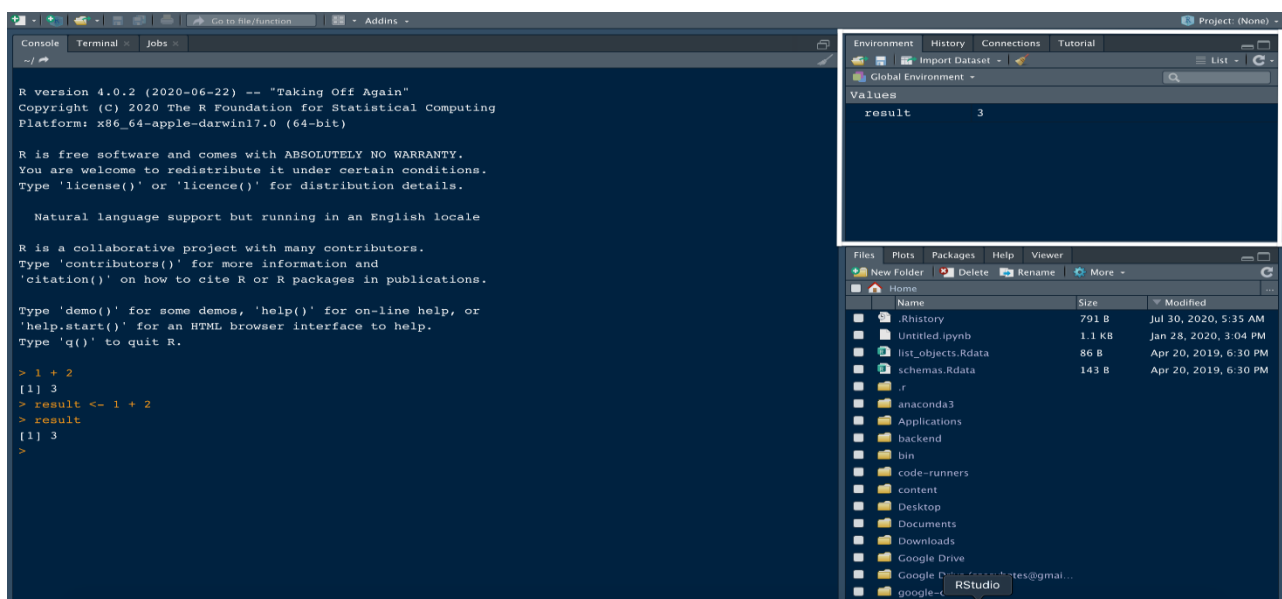 Go to file/function Addins Project: (None)
Console Terminal Jobs
~/
R version 4.0.2 (2020-06-22) -- "Taking Off Again"
Copyright (C) 2020 The R Foundation for Statistical Computing
Platform: x86_64-apple-darwin17.0 (64-bit)
R is free software and comes with ABSOLUTELY NO WARRANTY.
You are welcome to redistribute it under certain conditions.
Type 'license()' or 'licence()' for distribution details.
Natural language support but running in an English locale
R is a collaborative project with many contributors.
Type 'contributors()' for more information and
'citation()' on how to cite R or R packages in publications.
Type 'demo()' for some demos, 'help()' for on-line help, or
'help.start()' for an HTML browser interface to help.
Type 'q()' to quit R.
> 1 + 2
[1] 3
> result <- 1 + 2
> result
[1] 3
>
Environment History Connections Tutorial
Import Dataset List
Global Environment
Values
result 3
Files Plots Packages Help Viewer
New Folder Delete Rename More
Home ...
Name Size Modified
.Rhistory 791 B Jul 30, 2020, 5:35 AM
Untitled.ipynb 1.1 KB Jan 28, 2020, 3:04 PM
list_objects.Rdata 86 B Apr 20, 2019, 6:30 PM
schemas.Rdata 143 B Apr 20, 2019, 6:30 PM
.r
anaconda3
Applications
backend
bin
code-runners
content
Desktop
Documents
Downloads
Google Drive
Google
RStudio